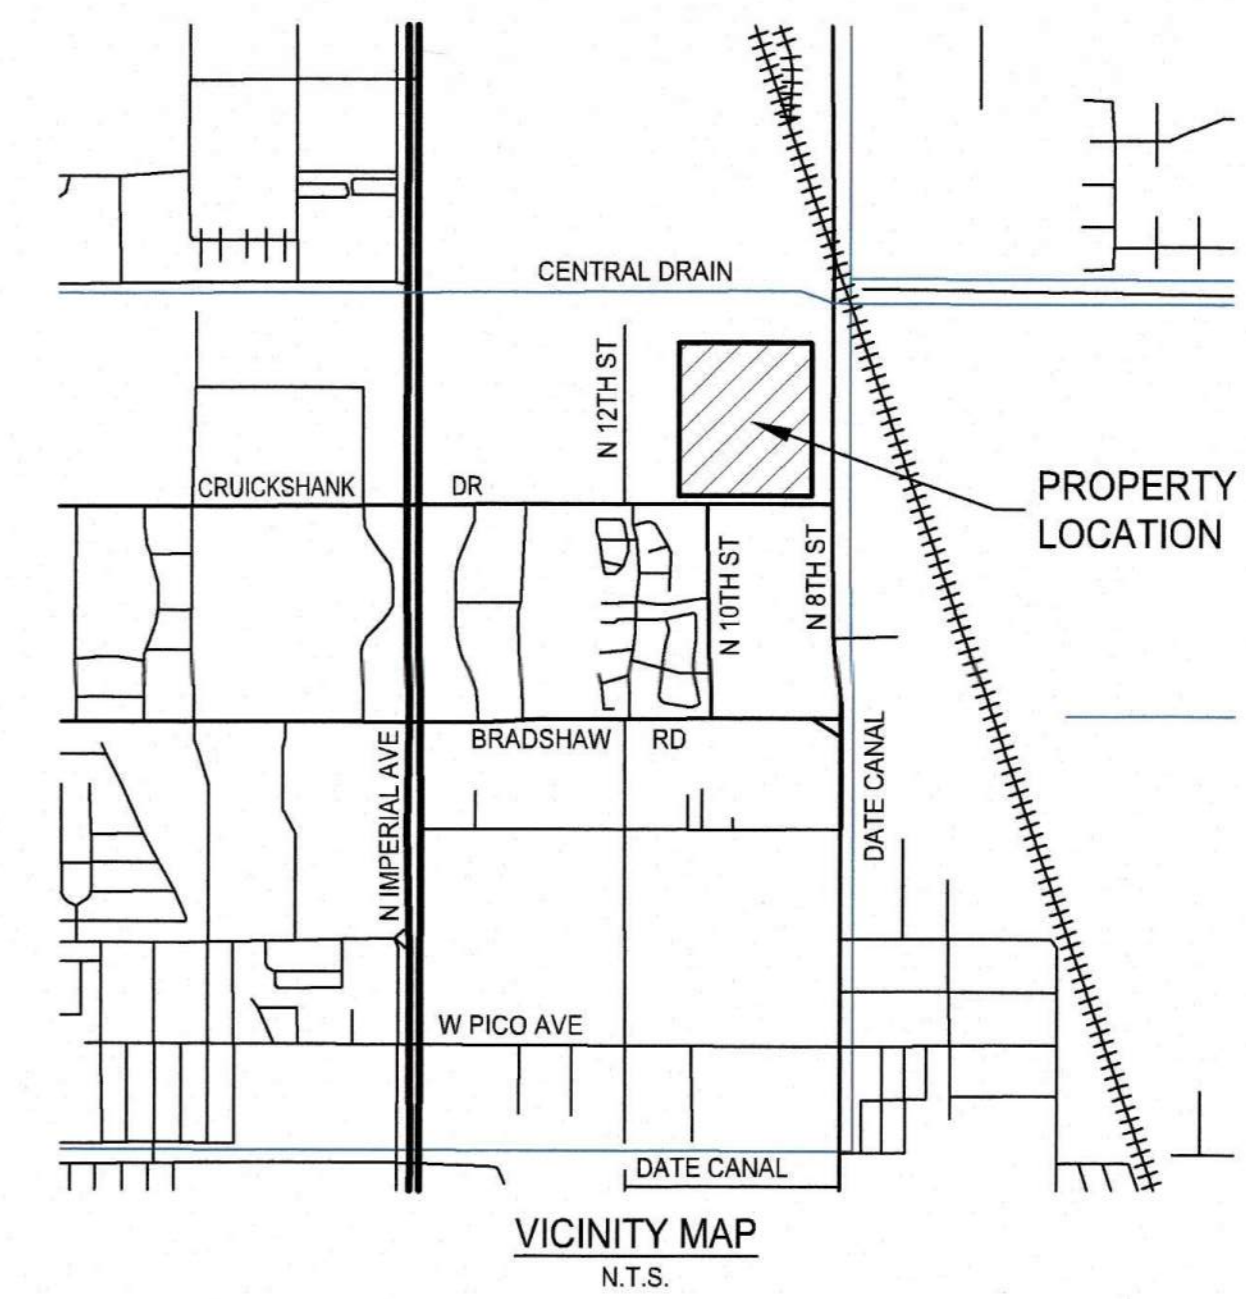 CENTRAL DRAIN
N 12TH ST
PROPERTY
LOCATION
CRUICKSHANK DR
N 10TH ST
N 8TH ST
BRADSHAW RD
N IMPERIAL AVE
DATE CANAL
W PICO AVE
DATE CANAL
VICINITY MAP
N.T.S.